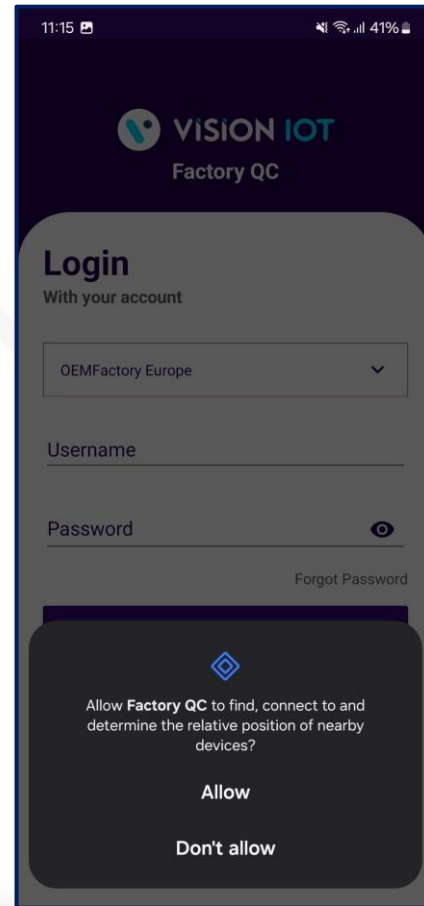 11:15
41%
VISION IOT
Factory QC
Login
With your account
OEMFactory Europe
Username
Password
Forgot Password
Allow Factory QC to find, connect to and
determine the relative position of nearby
devices?
Allow
Don't allow